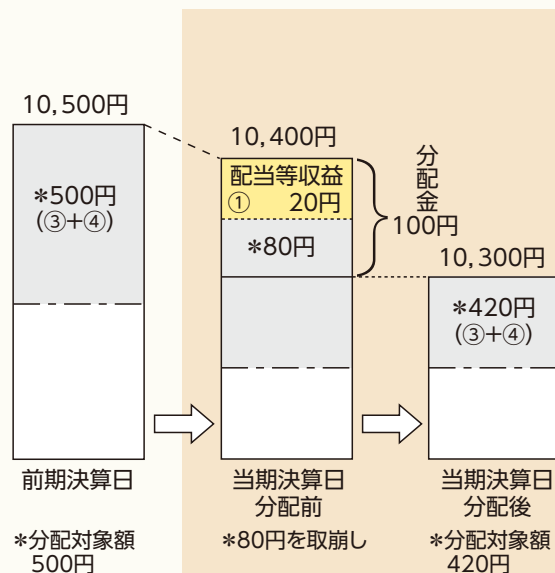 10,500円
*500円
(③+④)
前期決算日
*分配対象額
500円
10,400円
配当等収益
① 20円
*80円
分配金
100円
当期決算日
分配前
*80円を取崩し
10,300円
*420円
(③+④)
当期決算日
分配後
*分配対象額
420円